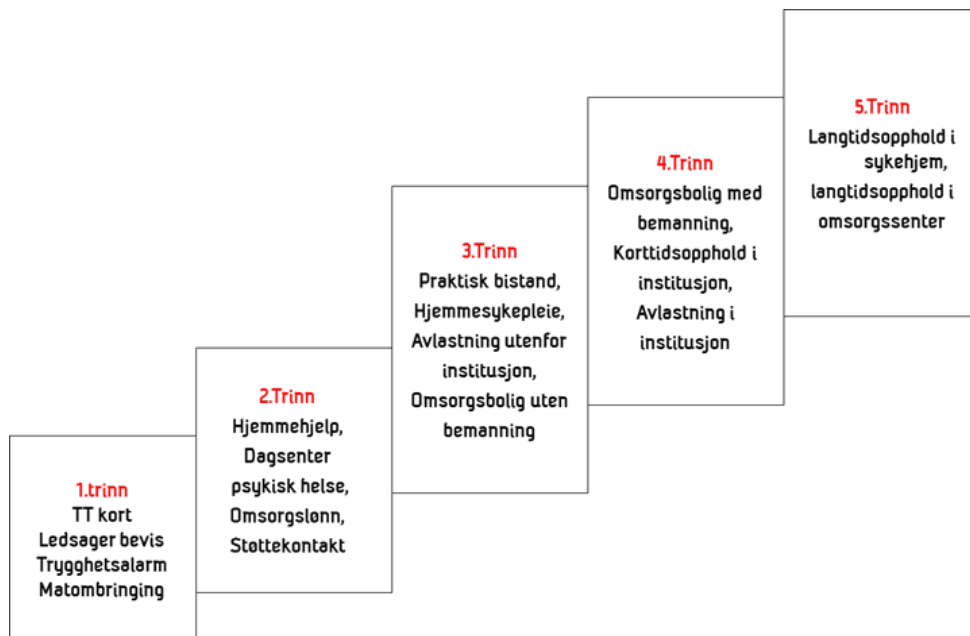 1.trinn
TT kort
Ledsager bevis
Trygghetsalarm
Matombringing
2.Trinn
Hjemmehjelp,
Dagsenter
psykisk helse,
Omsorgslønn,
Støttekontakt
3.Trinn
Praktisk bistand,
Hjemmesykepleie,
Avlastning utenfor
institusjon,
Omsorgsbolig uten
bemanning
4.Trinn
Omsorgsbolig med
bemanning,
Korttidsopphold i
institusjon,
Avlastning i
institusjon
5.Trinn
Langtidsopphold i
sykehjem,
langtidsopphold i
omsorgssenter